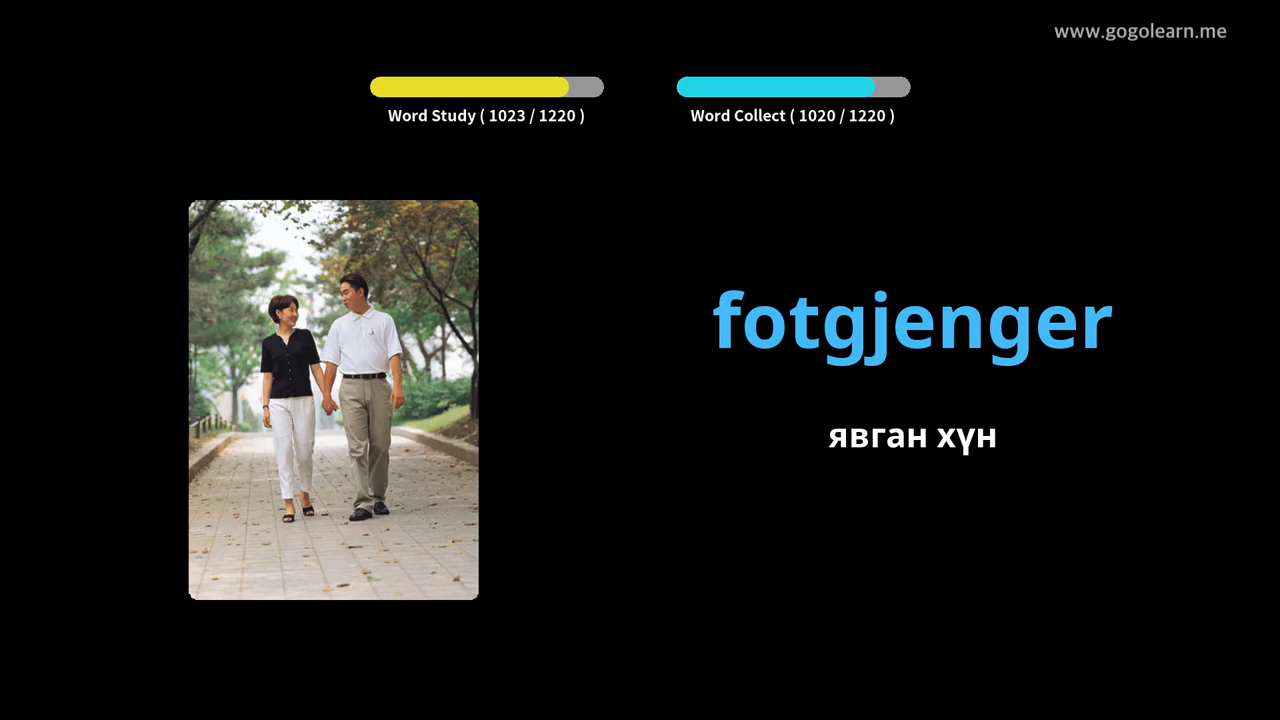 www.gogolearn.me
Word Study ( 1023 / 1220 )
Word Collect ( 1020 / 1220 )
fotgjenger
явган хүн